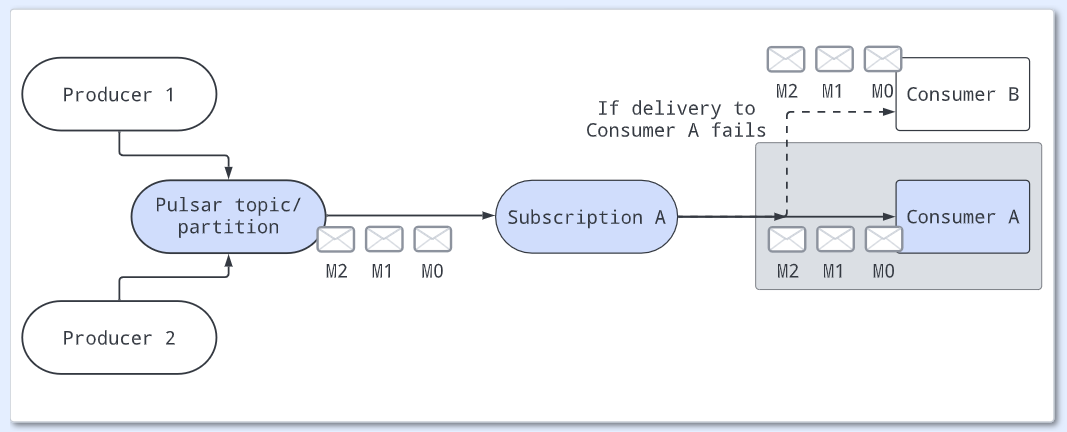 Producer 1
Pulsar topic/
partition
M2 M1 M0
Producer 2
Subscription A
If delivery to
Consumer A fails
M2 M1 M0
Consumer B
Consumer A
M2 M1 M0